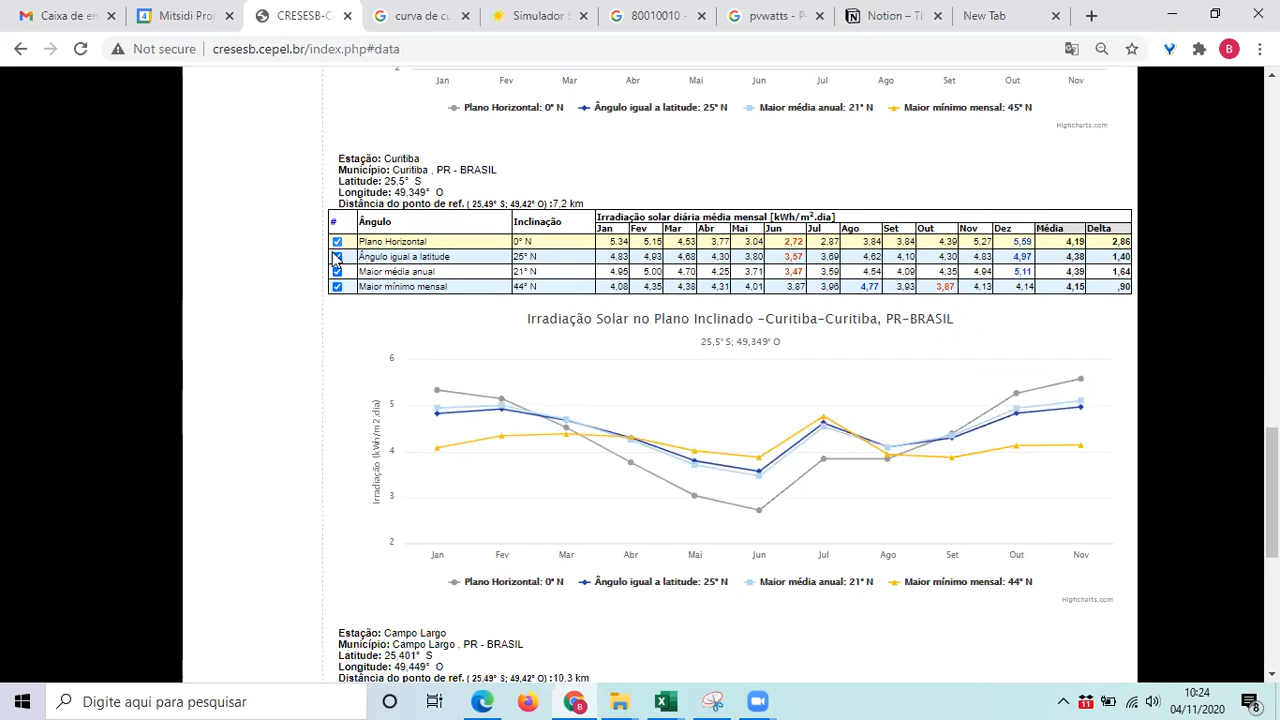 Caixa de en
Mitsidi Proj
CRESESB-C
curva de cu
Simulador S
80010010 -
pvwatts - P
Notion – Th
New Tab
Not secure
cresesb.cepel.br/index.php#data
B
2
Jan Fev Mar Abr Mai Jun Jul Ago Set Out Nov
Plano Horizontal: 0° N Ângulo igual a latitude: 25° N Maior média anual: 21° N Maior mínimo mensal: 45° N
Highcharts.com
Estação: Curitiba
Município: Curitiba , PR - BRASIL
Latitude: 25,5° S
Longitude: 49,349° O
Distância do ponto de ref. ( 25,49° S; 49,42° O) :7,2 km
# Ângulo Inclinação Irradiação solar diária média mensal [kWh/m².dia]
Jan Fev Mar Abr Mai Jun Jul Ago Set Out Nov Dez Média Delta
Plano Horizontal 0° N 5,34 5,15 4,53 3,77 3,04 2,72 2,87 3,84 3,84 4,39 5,27 5,59 4,19 2,86
Ângulo igual a latitude 25° N 4,83 4,93 4,68 4,30 3,80 3,57 3,69 4,62 4,10 4,30 4,83 4,97 4,38 1,40
Maior média anual 21° N 4,95 5,00 4,70 4,25 3,71 3,47 3,59 4,54 4,09 4,35 4,94 5,11 4,39 1,64
Maior mínimo mensal 44° N 4,08 4,35 4,38 4,31 4,01 3,87 3,96 4,77 3,93 3,87 4,13 4,14 4,15 ,90
Irradiação Solar no Plano Inclinado -Curitiba-Curitiba, PR-BRASIL
25,5° S; 49,349° O
Irradiação (kWh/m2.dia)
6
5
4
3
2
Jan Fev Mar Abr Mai Jun Jul Ago Set Out Nov
Plano Horizontal: 0° N Ângulo igual a latitude: 25° N Maior média anual: 21° N Maior mínimo mensal: 44° N
Highcharts.com
Estação: Campo Largo
Município: Campo Largo , PR - BRASIL
Latitude: 25,401° S
Longitude: 49,449° O
Distância do ponto de ref. ( 25,49° S; 49,42° O) :10,3 km
Digite aqui para pesquisar
B
11
10:24
04/11/2020
8